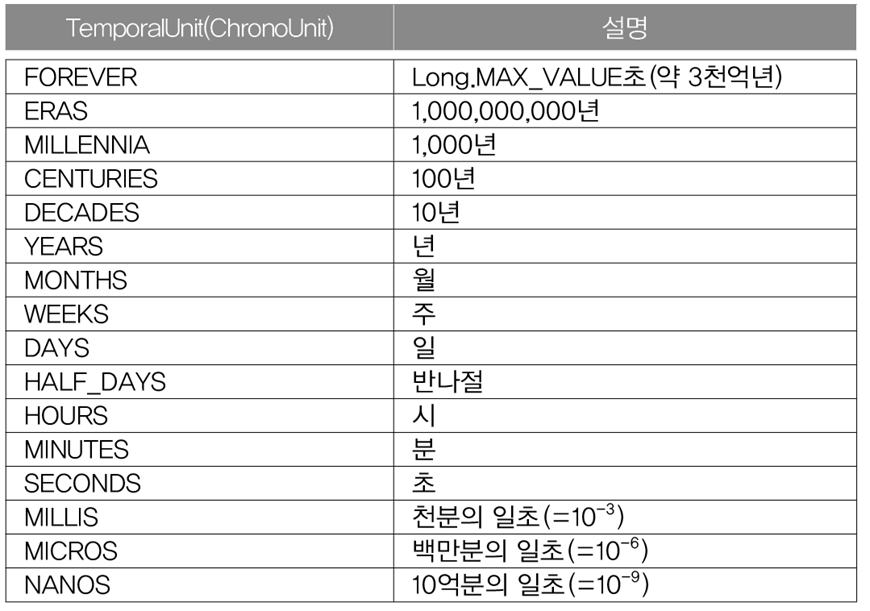 TemporalUnit(ChronoUnit) 설명
FOREVER Long.MAX_VALUE초(약 3천억년)
ERAS 1,000,000,000년
MILLENNIA 1,000년
CENTURIES 100년
DECADES 10년
YEARS 년
MONTHS 월
WEEKS 주
DAYS 일
HALF_DAYS 반나절
HOURS 시
MINUTES 분
SECONDS 초
MILLIS 천분의 일초(=10⁻³)
MICROS 백만분의 일초(=10⁻⁶)
NANOS 10억분의 일초(=10⁻⁹)